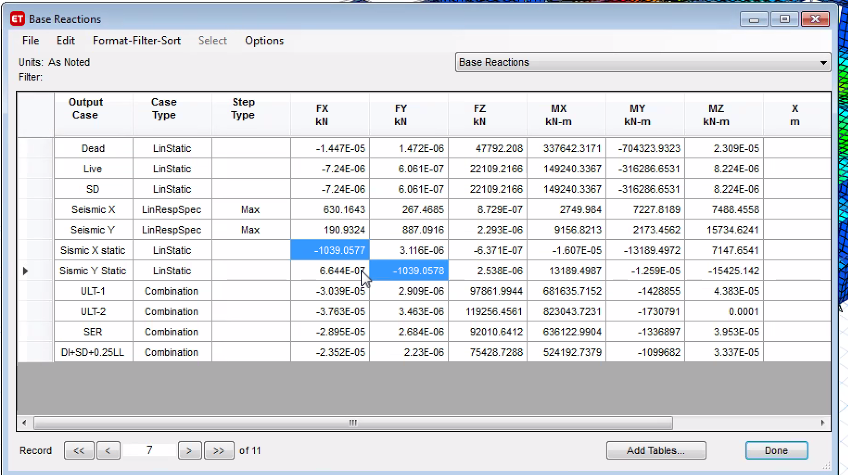 ET Base Reactions
File Edit Format-Filter-Sort Select Options
Units: As Noted Base Reactions
Filter:
Output Case Case Type Step Type FX kN FY kN FZ kN MX kN-m MY kN-m MZ kN-m X m
Dead LinStatic -1.447E-05 1.472E-06 47792.208 337642.3171 -704323.9323 2.309E-05
Live LinStatic -7.24E-06 6.061E-07 22109.2166 149240.3367 -316286.6531 8.224E-06
SD LinStatic -7.24E-06 6.061E-07 22109.2166 149240.3367 -316286.6531 8.224E-06
Seismic X LinRespSpec Max 630.1643 267.4685 8.729E-07 2749.984 7227.8189 7488.4558
Seismic Y LinRespSpec Max 190.9324 887.0916 2.293E-06 9156.8213 2173.4562 15734.6241
Sismic X static LinStatic -1039.0577 3.116E-06 -6.371E-07 -1.607E-05 -13189.4972 7147.6541
Sismic Y Static LinStatic 6.644E-07 -1039.0578 2.538E-06 13189.4987 -1.259E-05 -15425.142
ULT-1 Combination -3.039E-05 2.909E-06 97861.9944 681635.7152 -1428855 4.383E-05
ULT-2 Combination -3.763E-05 3.463E-06 119256.4561 823043.7231 -1730791 0.0001
SER Combination -2.895E-05 2.684E-06 92010.6412 636122.9904 -1336897 3.953E-05
Dl+SD+0.25LL Combination -2.352E-05 2.23E-06 75428.7288 524192.7379 -1099682 3.337E-05
Record << < 7 > >> of 11 Add Tables... Done